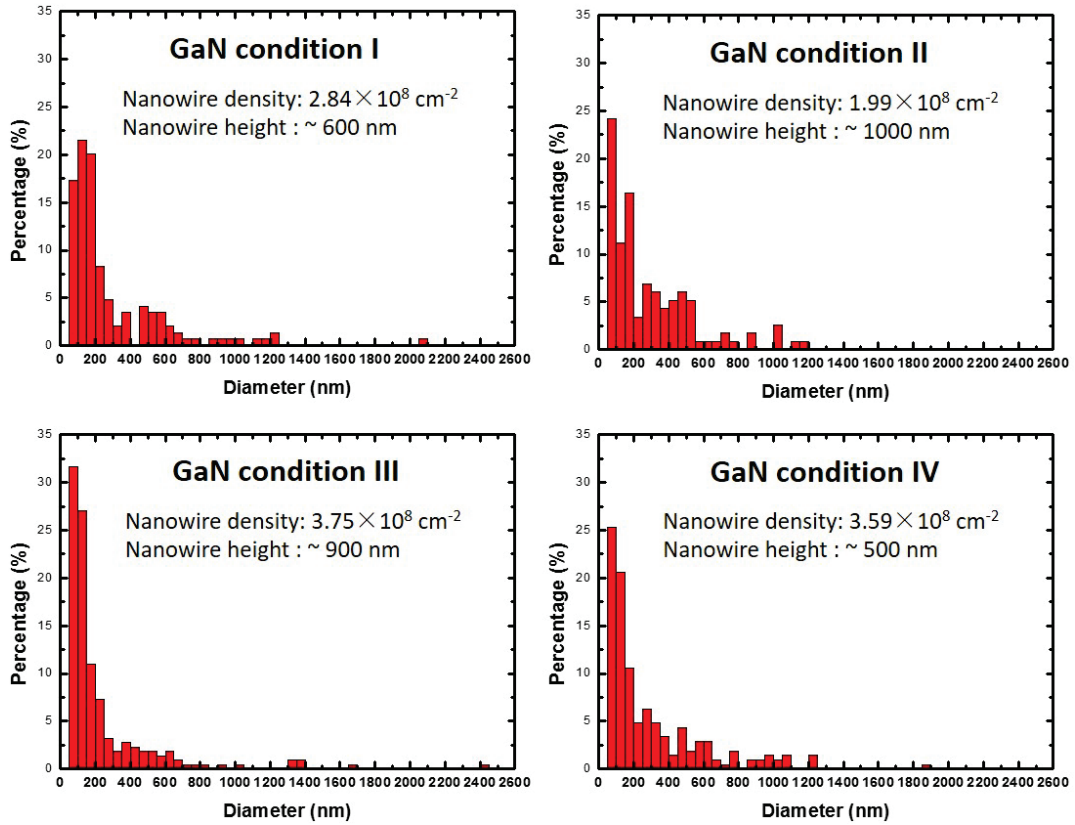 GaN condition I
Nanowire density: 2.84×10⁸ cm⁻²
Nanowire height : ~ 600 nm
Percentage (%)
35
30
25
20
15
10
5
0
0 200 400 600 800 1000 1200 1400 1600 1800 2000 2200 2400 2600
Diameter (nm)
GaN condition II
Nanowire density: 1.99×10⁸ cm⁻²
Nanowire height : ~ 1000 nm
Percentage (%)
35
30
25
20
15
10
5
0
0 200 400 600 800 1000 1200 1400 1600 1800 2000 2200 2400 2600
Diameter (nm)
GaN condition III
Nanowire density: 3.75×10⁸ cm⁻²
Nanowire height : ~ 900 nm
Percentage (%)
35
30
25
20
15
10
5
0
0 200 400 600 800 1000 1200 1400 1600 1800 2000 2200 2400 2600
Diameter (nm)
GaN condition IV
Nanowire density: 3.59×10⁸ cm⁻²
Nanowire height : ~ 500 nm
Percentage (%)
35
30
25
20
15
10
5
0
0 200 400 600 800 1000 1200 1400 1600 1800 2000 2200 2400 2600
Diameter (nm)